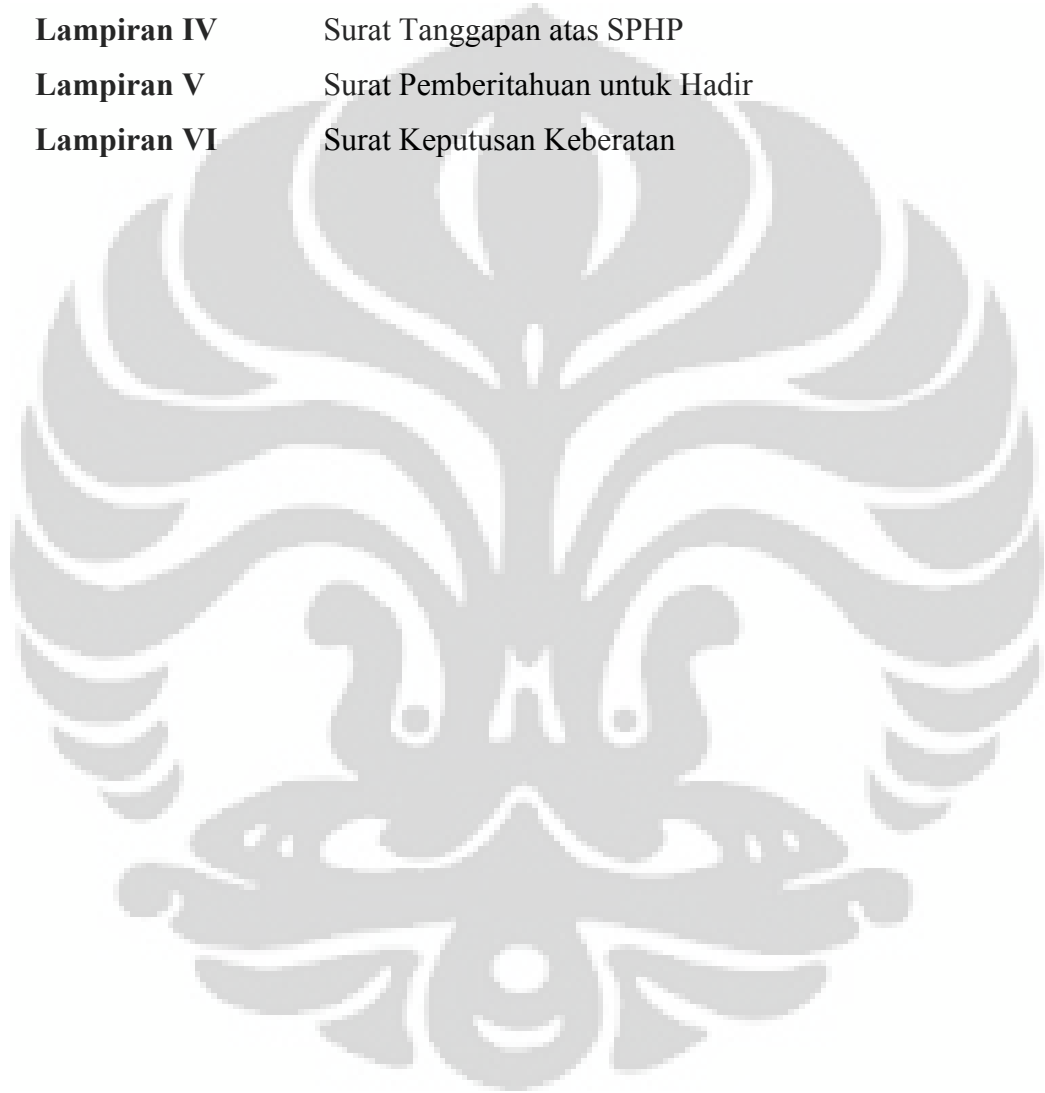 Lampiran IV Surat Tanggapan atas SPHP
Lampiran V Surat Pemberitahuan untuk Hadir
Lampiran VI Surat Keputusan Keberatan